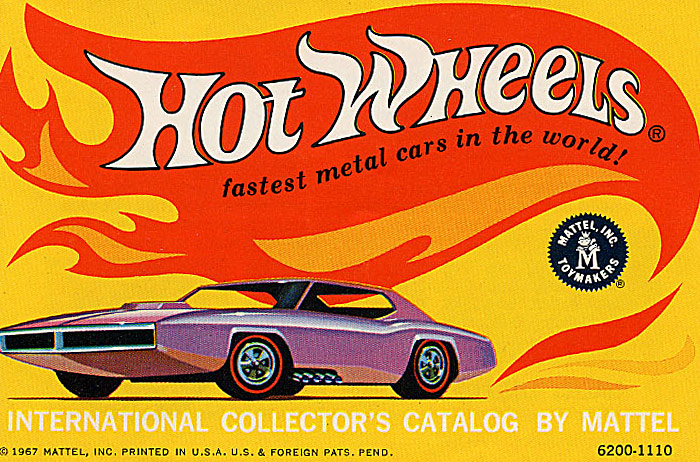 HOT WHEELS®
fastest metal cars in the world!
MATTEL, INC.
M
TOYMAKERS
®
INTERNATIONAL COLLECTOR'S CATALOG BY MATTEL
© 1967 MATTEL, INC. PRINTED IN U.S.A. U.S. & FOREIGN PATS. PEND.
6200-1110